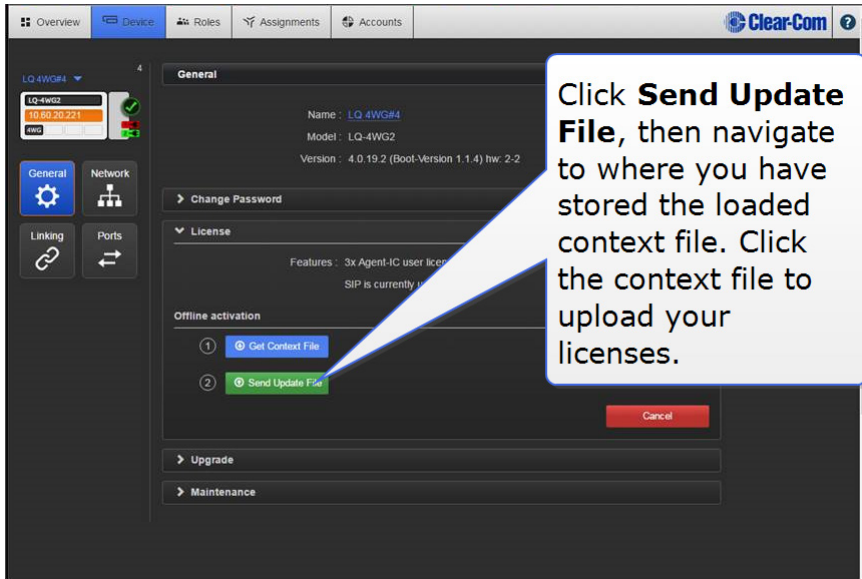 Overview
Device
Roles
Assignments
Accounts
Clear-Com
?
LQ 4WG#4
4
LQ-4WG2
10.60.20.221
4WG
General
Network
Linking
Ports
General
Name : LQ 4WG#4
Model : LQ-4WG2
Version : 4.0.19.2 (Boot-Version 1.1.4) hw: 2-2
Change Password
License
Features : 3x Agent-IC user
SIP is currently
Offline activation
1 Get Context File
2 Send Update File
Cancel
Upgrade
Maintenance
Click Send Update
File, then navigate
to where you have
stored the loaded
context file. Click
the context file to
upload your
licenses.